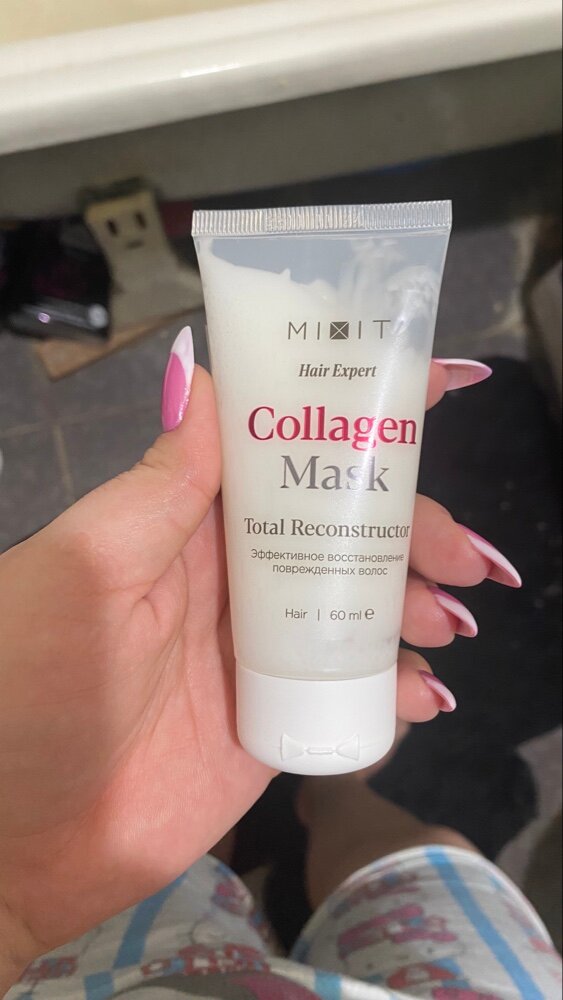 MIXIT
Hair Expert
Collagen
Mask
Total Reconstructor
Эффективное восстановление
поврежденных волос
Hair | 60 ml ℮